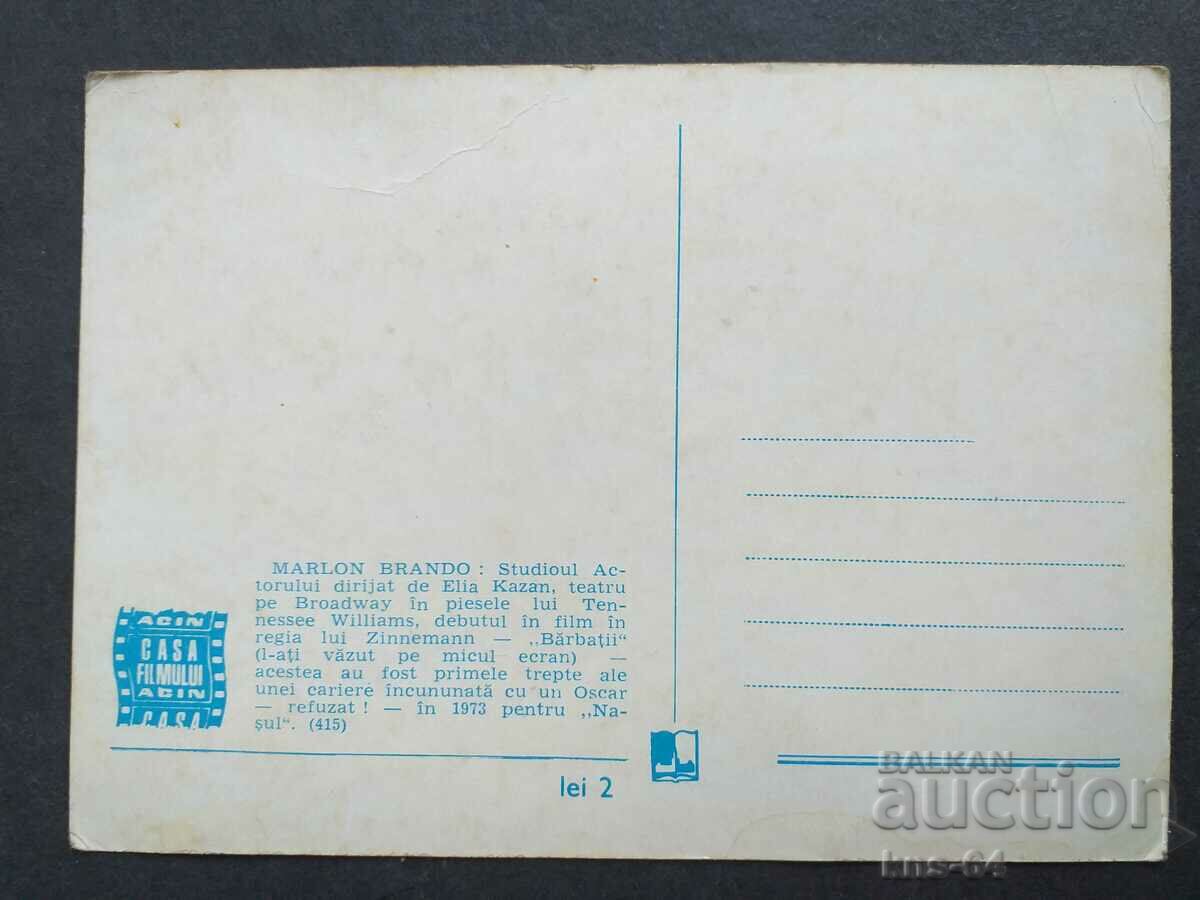 MARLON BRANDO : Studioul Ac-
torului dirijat de Elia Kazan, teatru
pe Broadway în piesele lui Ten-
nessee Williams, debutul în film în
regia lui Zinnemann — „Bărbații“
(l-ați văzut pe micul ecran) —
acestea au fost primele trepte ale
unei cariere încununată cu un Oscar
— refuzat ! — în 1973 pentru „Na-
șul“. (415)
ACIN
CASA
FILMULUI
ACIN
CASA
lei 2
BALKAN
auction
kns-64